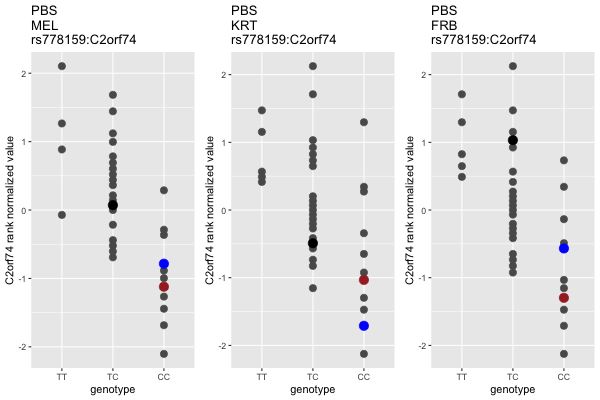 PBS
MEL
rs778159:C2orf74
C2orf74 rank normalized value
2
1
0
-1
-2
TT TC CC
genotype
PBS
KRT
rs778159:C2orf74
C2orf74 rank normalized value
2
1
0
-1
-2
TT TC CC
genotype
PBS
FRB
rs778159:C2orf74
C2orf74 rank normalized value
2
1
0
-1
-2
TT TC CC
genotype